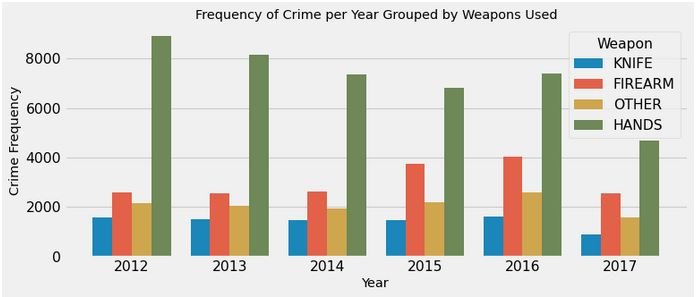 Frequency of Crime per Year Grouped by Weapons Used
Weapon
KNIFE
FIREARM
OTHER
HANDS
Crime Frequency
8000
6000
4000
2000
0
2012 2013 2014 2015 2016 2017
Year